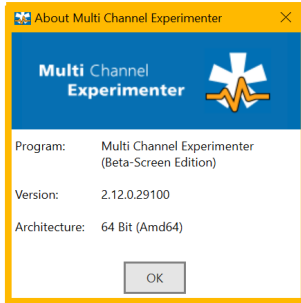 About Multi Channel Experimenter
Multi Channel
Experimenter
Program: Multi Channel Experimenter
(Beta-Screen Edition)
Version: 2.12.0.29100
Architecture: 64 Bit (Amd64)
OK